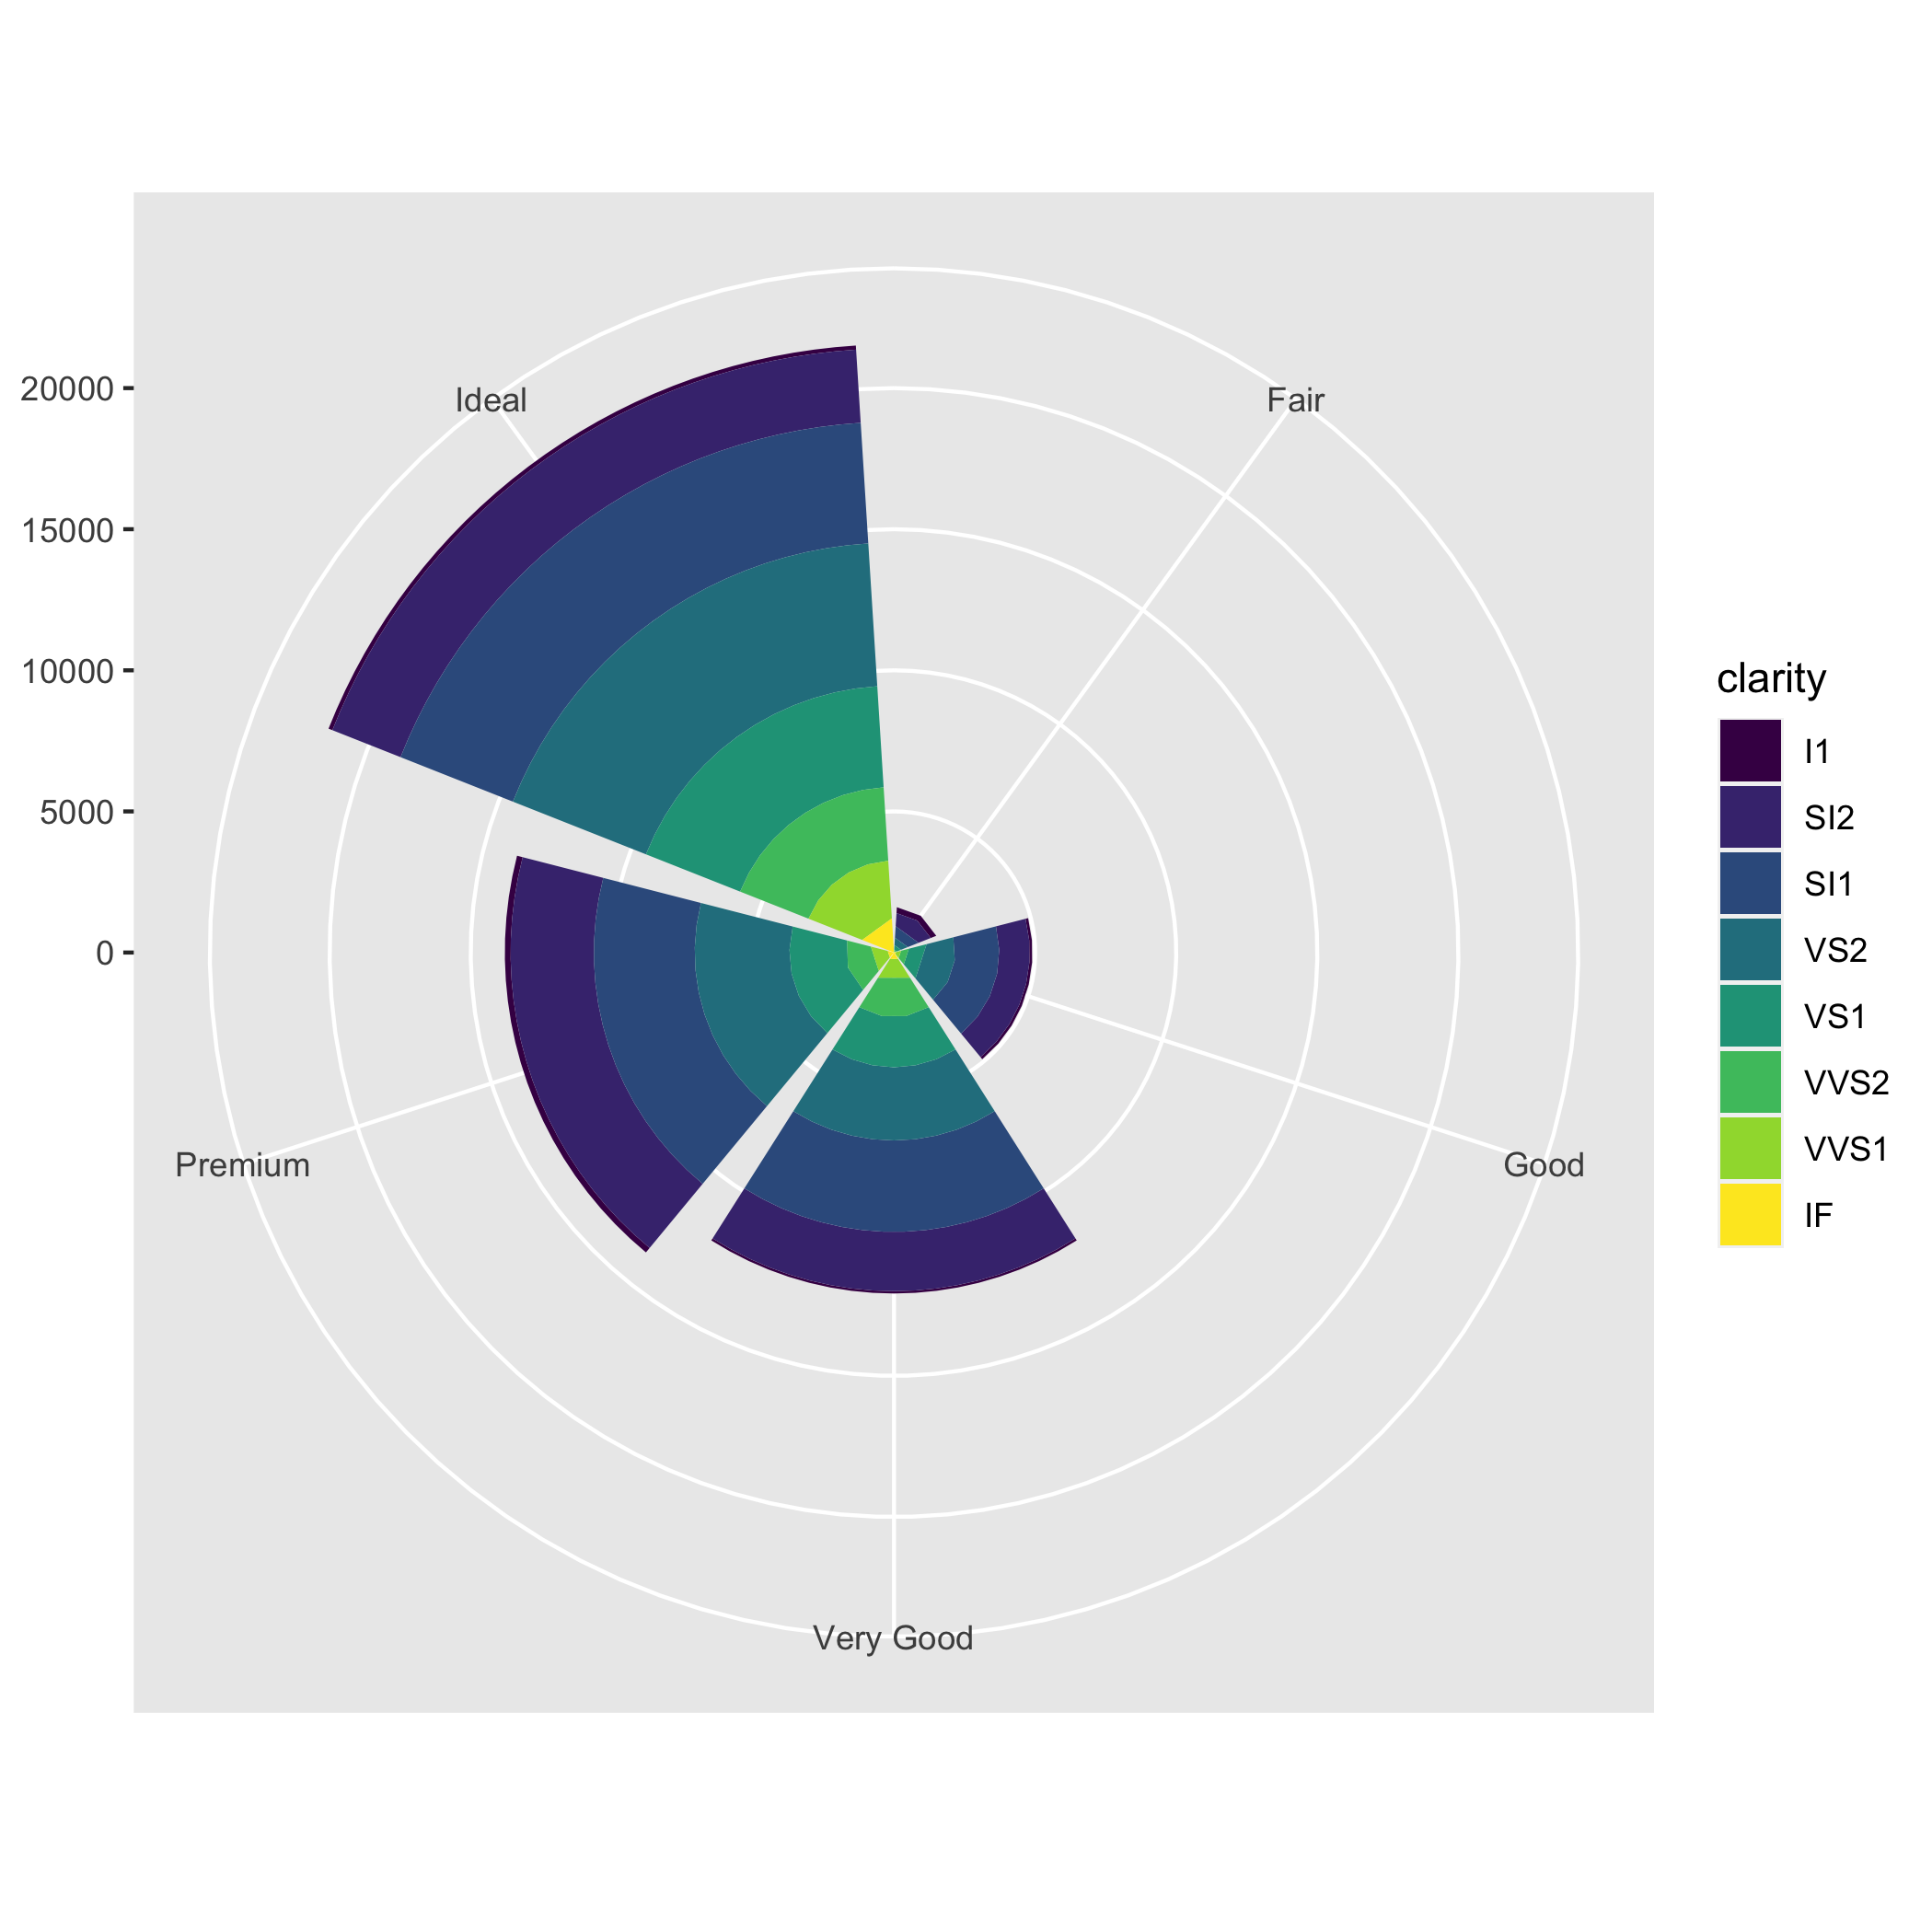 20000
15000
10000
5000
0
Ideal
Fair
Premium
Good
Very Good
clarity
I1
SI2
SI1
VS2
VS1
VVS2
VVS1
IF